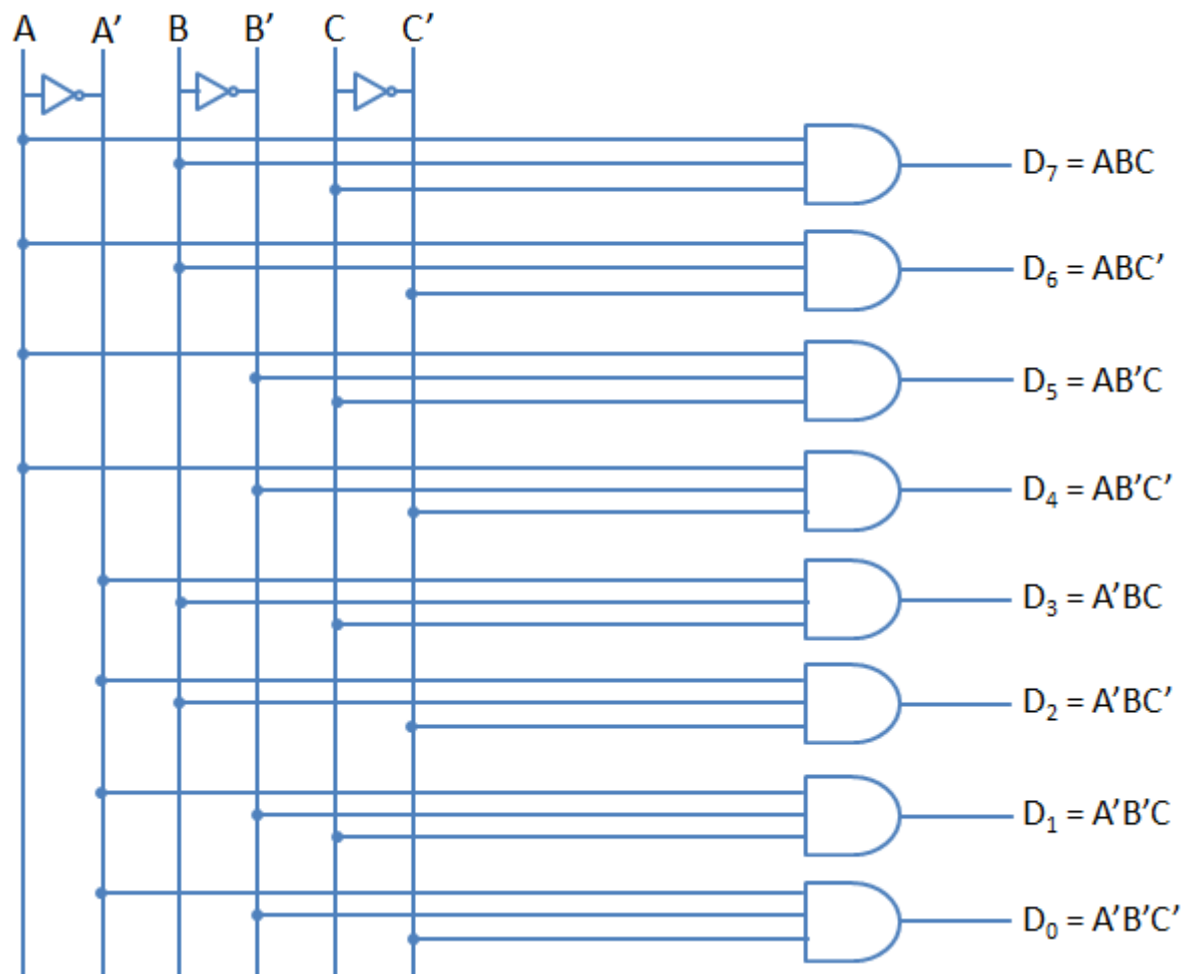 A A’ B B’ C C’
D₇ = ABC
D₆ = ABC’
D₅ = AB’C
D₄ = AB’C’
D₃ = A’BC
D₂ = A’BC’
D₁ = A’B’C
D₀ = A’B’C’